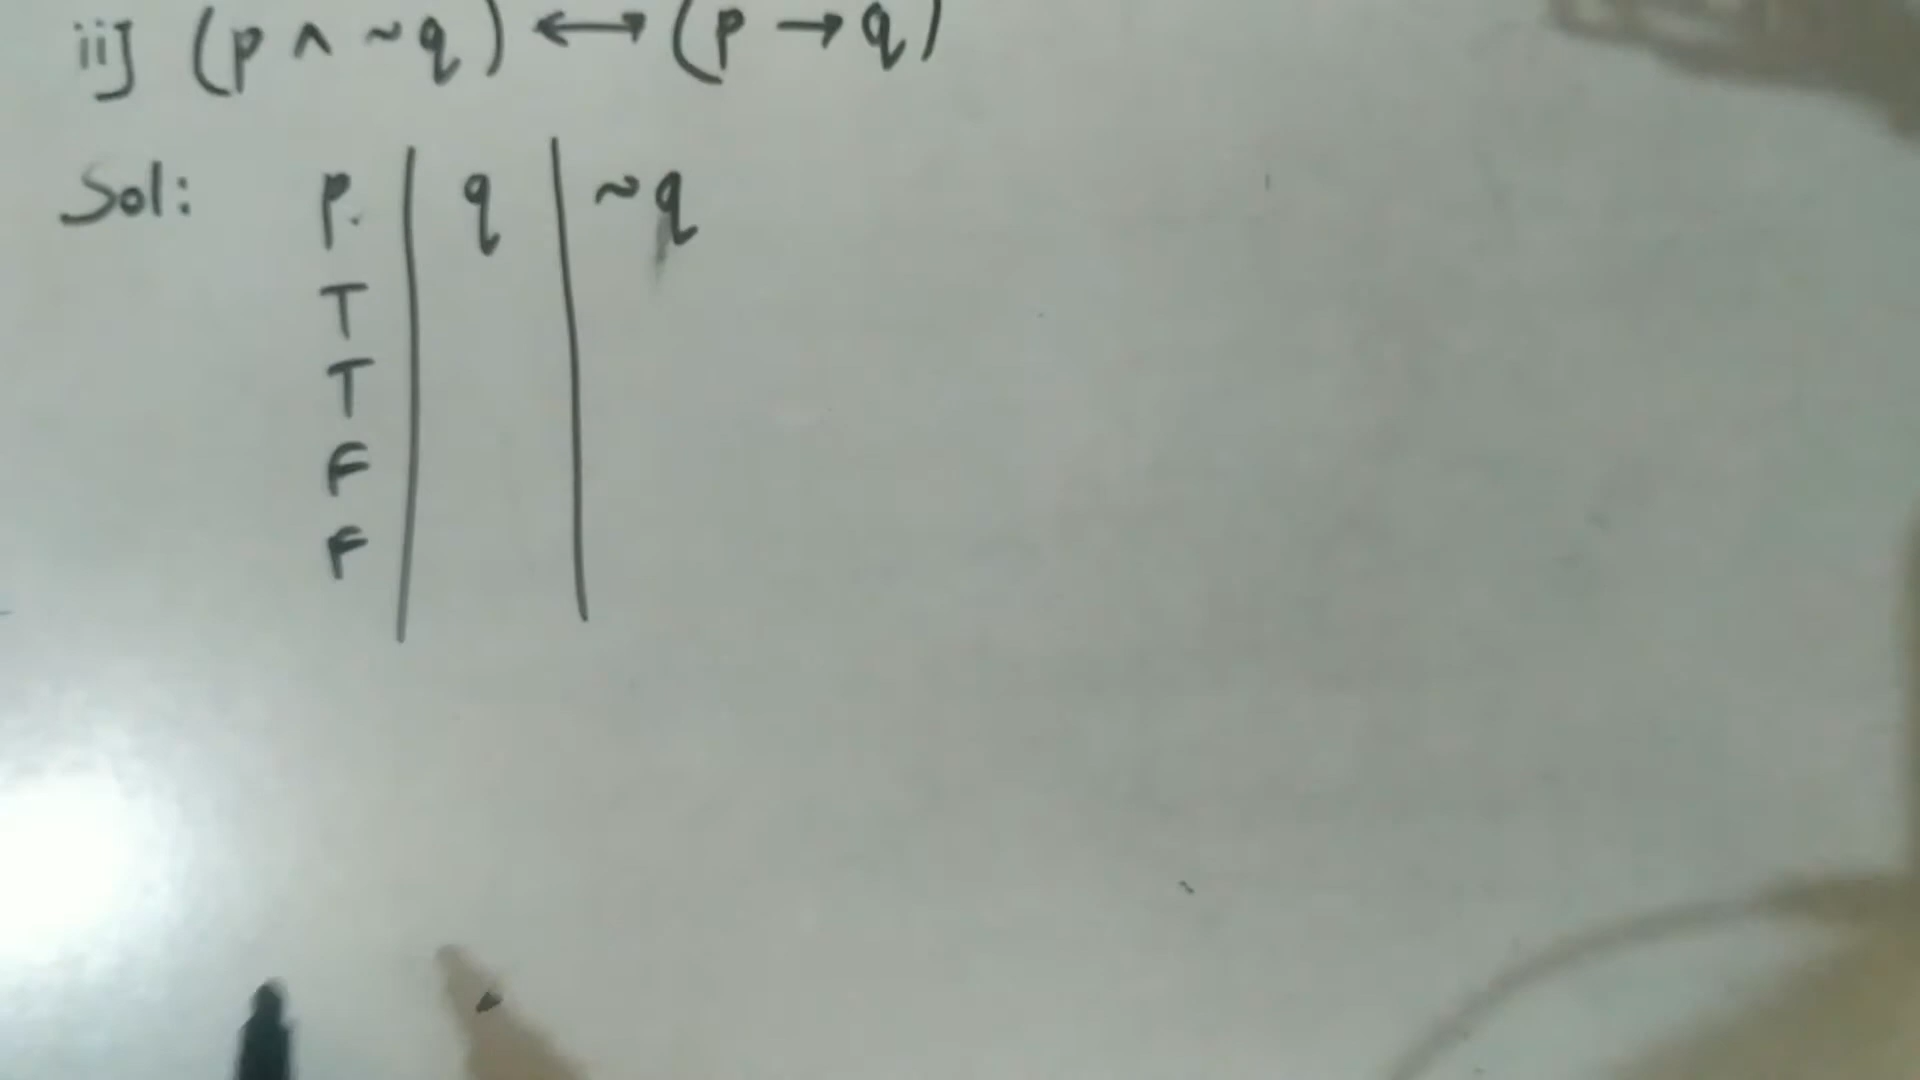 ii] (p ∧ ~q) ⟷ (p → q)
Sol: p. | q | ~q
T
T
F
F